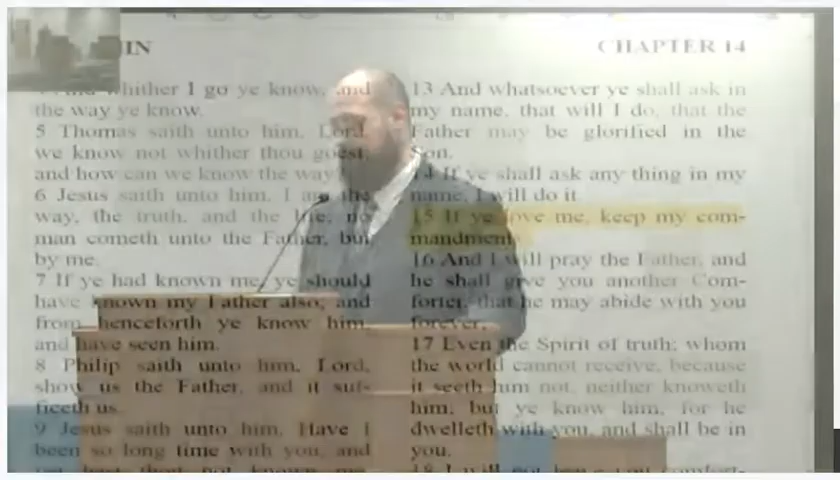 IN
CHAPTER 14
4 And whither I go ye know, and
the way ye know.
5 Thomas saith unto him, Lord,
we know not whither thou goest,
and how can we know the way
6 Jesus saith unto him, I am the
way, the truth, and the life, no
man cometh unto the Father, but
by me.
7 If ye had known me, ye should
have known my Father also, and
from henceforth ye know him,
and have seen him.
8 Philip saith unto him, Lord,
show us the Father, and it suf-
ficeth us.
9 Jesus saith unto him, Have I
been so long time with you, and
13 And whatsoever ye shall ask in
my name, that will I do, that the
Father may be glorified in the
Son.
14 If ye shall ask any thing in my
name, I will do it.
15 If ye love me, keep my com-
mandments
16 And I will pray the Father, and
he shall give you another Com-
forter, that he may abide with you
forever;
17 Even the Spirit of truth; whom
the world cannot receive, because
it seeth him not, neither knoweth
him, but ye know him, for he
dwelleth with you, and shall be in
you.
18 I will not